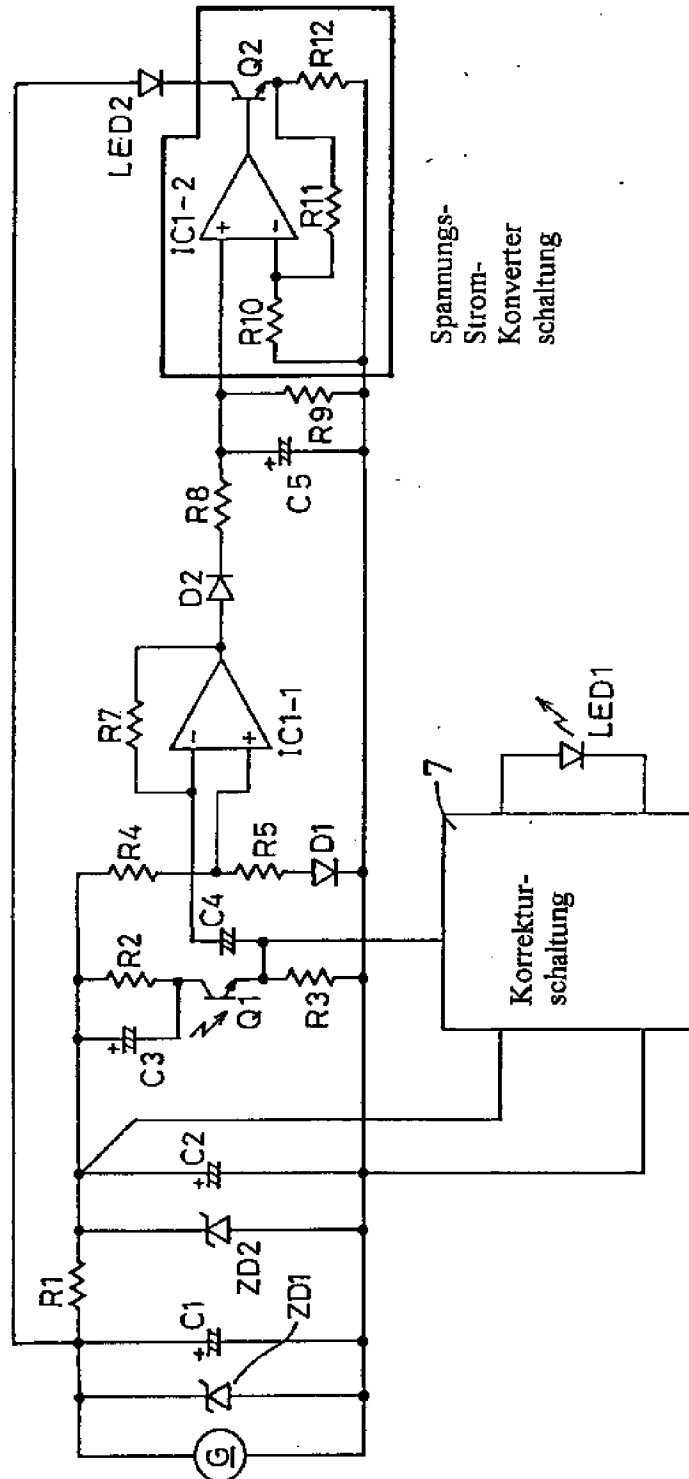 LED2
Q2
R12
IC1-2
+
-
R11
R10
R9
C5
+
R8
D2
R7
-
+
IC1-1
R4
R5
D1
C4
R2
Q1
R3
C3
+
C2
+
ZD2
R1
C1
+
ZD1
G
7
LED1
Korrektur-
schaltung
Spannungs-
Strom-
Konverter
schaltung